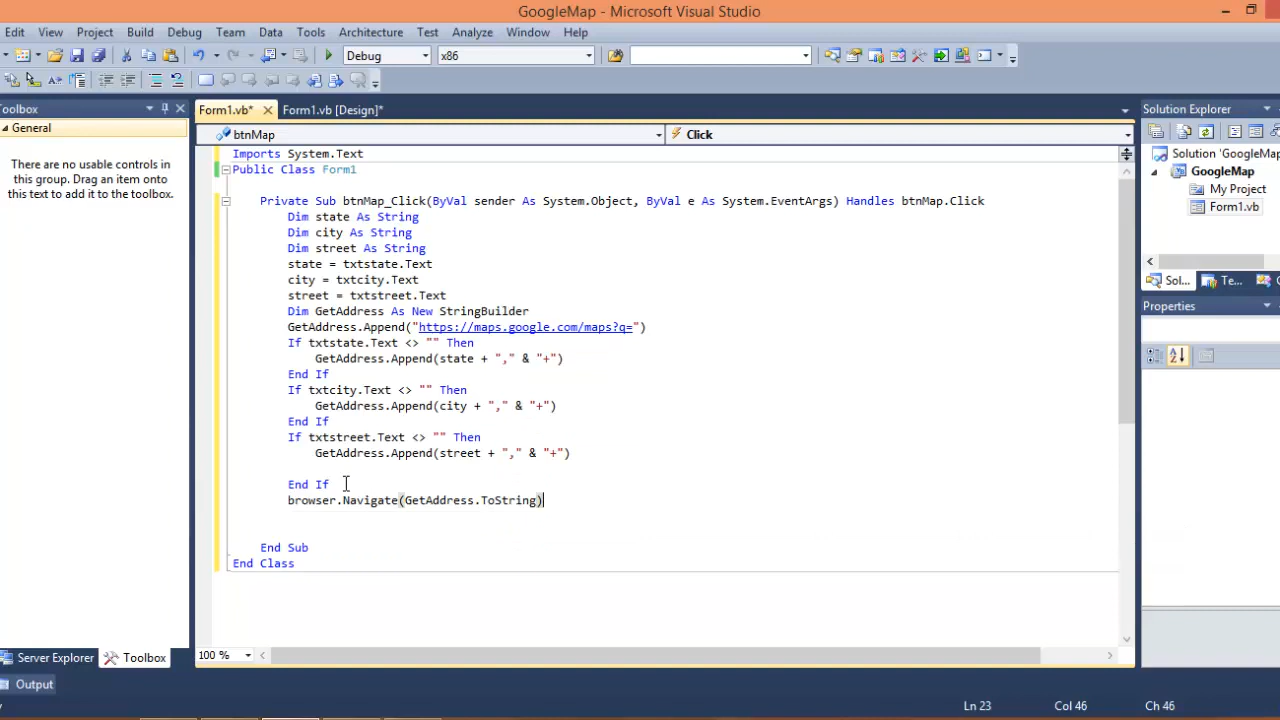 GoogleMap - Microsoft Visual Studio
Edit View Project Build Debug Team Data Tools Architecture Test Analyze Window Help
Debug x86
Toolbox
Form1.vb* Form1.vb [Design]*
Solution Explorer
General
btnMap Click
There are no usable controls in
this group. Drag an item onto
this text to add it to the toolbox.
Imports System.Text
Public Class Form1
Private Sub btnMap_Click(ByVal sender As System.Object, ByVal e As System.EventArgs) Handles btnMap.Click
Dim state As String
Dim city As String
Dim street As String
state = txtstate.Text
city = txtcity.Text
street = txtstreet.Text
Dim GetAddress As New StringBuilder
GetAddress.Append("https://maps.google.com/maps?q=")
If txtstate.Text <> "" Then
GetAddress.Append(state + "," & "+")
End If
If txtcity.Text <> "" Then
GetAddress.Append(city + "," & "+")
End If
If txtstreet.Text <> "" Then
GetAddress.Append(street + "," & "+")
End If
browser.Navigate(GetAddress.ToString)
End Sub
End Class
Solution 'GoogleMap
GoogleMap
My Project
Form1.vb
Sol... Te...
Properties
100 %
Server Explorer Toolbox
Output
Ln 23 Col 46 Ch 46